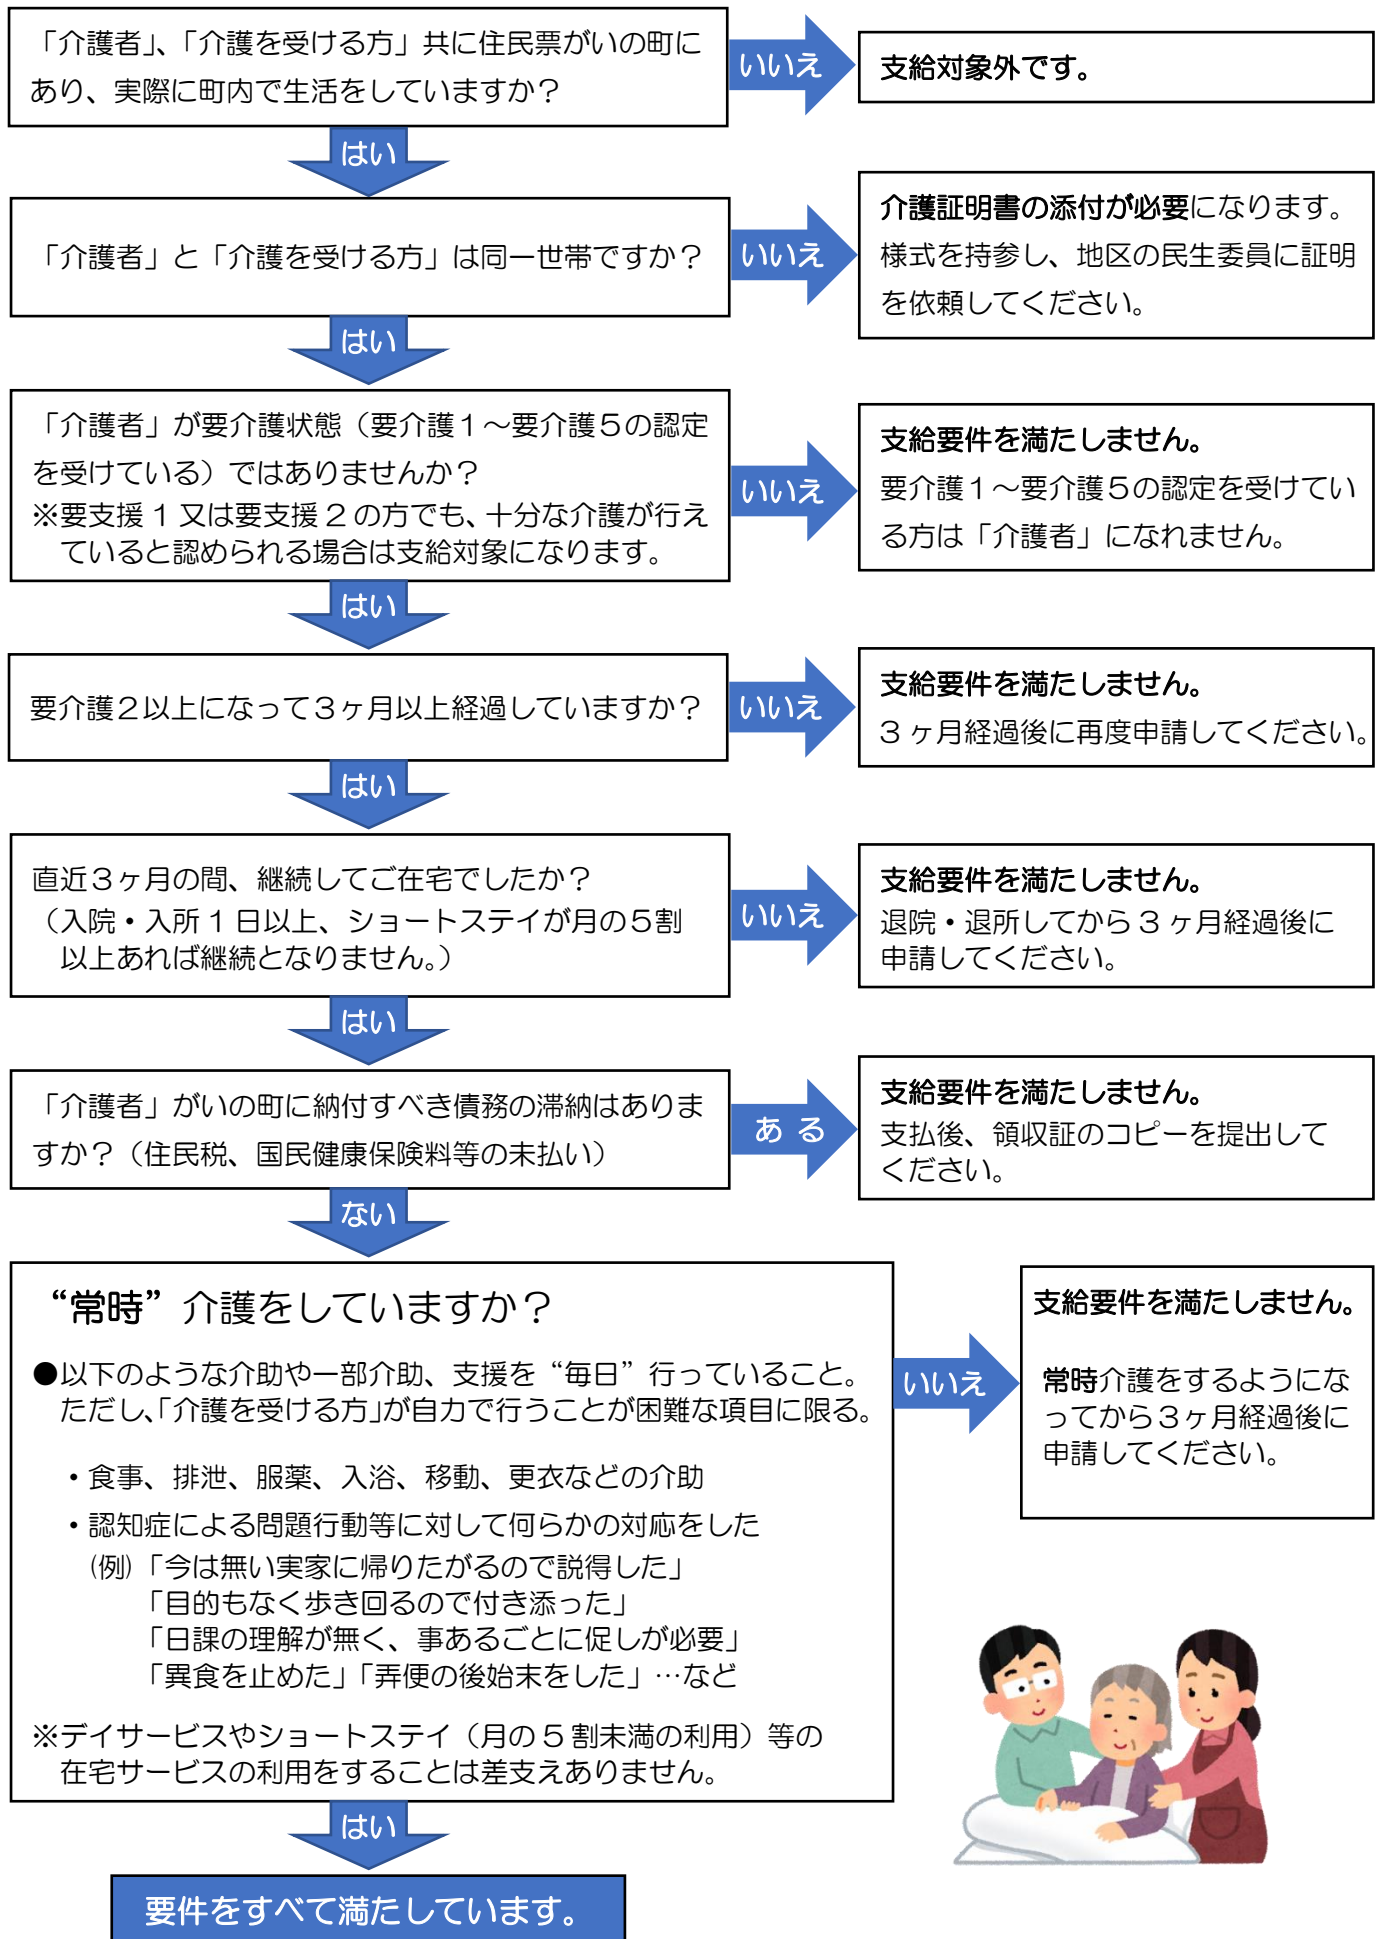 「介護者」、「介護を受ける方」共に住民票がいの町に
あり、実際に町内で生活をしていますか？
いいえ
支給対象外です。
はい
「介護者」と「介護を受ける方」は同一世帯ですか？
いいえ
介護証明書の添付が必要になります。
様式を持参し、地区の民生委員に証明
を依頼してください。
はい
「介護者」が要介護状態（要介護１～要介護５の認定
を受けている）ではありませんか？
※要支援１又は要支援２の方でも、十分な介護が行え
ていると認められる場合は支給対象になります。
いいえ
支給要件を満たしません。
要介護１～要介護５の認定を受けてい
る方は「介護者」になれません。
はい
要介護２以上になって３ヶ月以上経過していますか？
いいえ
支給要件を満たしません。
３ヶ月経過後に再度申請してください。
はい
直近３ヶ月の間、継続してご在宅でしたか？
（入院・入所１日以上、ショートステイが月の５割
以上あれば継続となりません。）
いいえ
支給要件を満たしません。
退院・退所してから３ヶ月経過後に
申請してください。
はい
「介護者」がいの町に納付すべき債務の滞納はありま
すか？（住民税、国民健康保険料等の未払い）
ある
支給要件を満たしません。
支払後、領収証のコピーを提出して
ください。
ない
“常時”介護をしていますか？
●以下のような介助や一部介助、支援を“毎日”行っていること。
ただし、「介護を受ける方」が自力で行うことが困難な項目に限る。
・食事、排泄、服薬、入浴、移動、更衣などの介助
・認知症による問題行動等に対して何らかの対応をした
(例)「今は無い実家に帰りたがるので説得した」
「目的もなく歩き回るので付き添った」
「日課の理解が無く、事あるごとに促しが必要」
「異食を止めた」「弄便の後始末をした」…など
※デイサービスやショートステイ（月の５割未満の利用）等の
在宅サービスの利用をすることは差支えありません。
いいえ
支給要件を満たしません。
常時介護をするようにな
ってから３ヶ月経過後に
申請してください。
はい
要件をすべて満たしています。